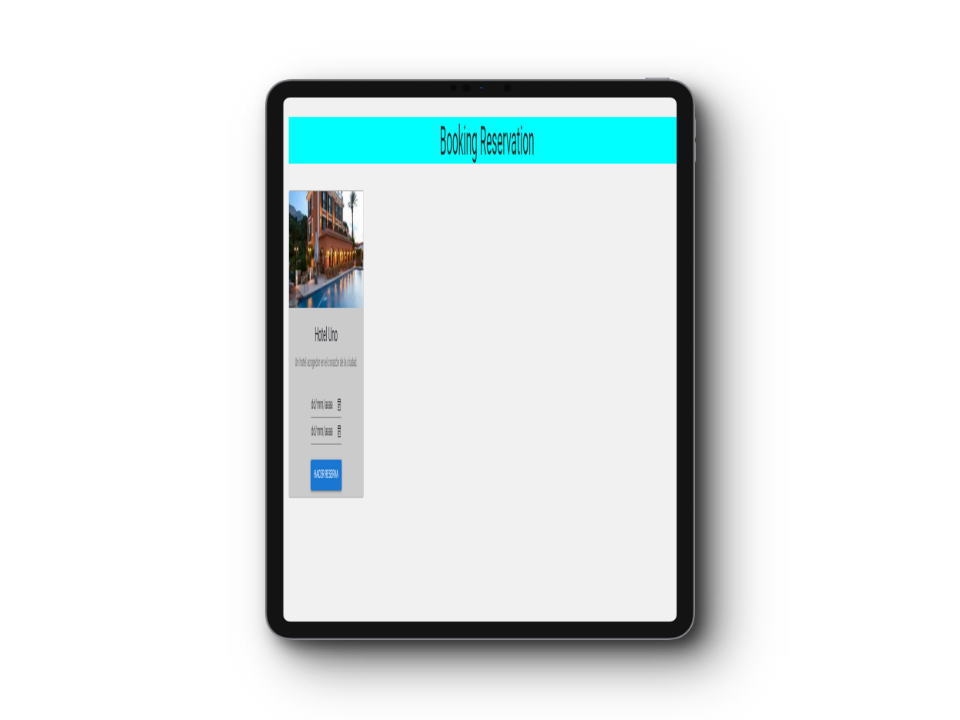 Booking Reservation
Hotel Uno
Un hotel acogedor en el corazón de la ciudad.
dd/mm/aaaa
dd/mm/aaaa
HACER RESERVA